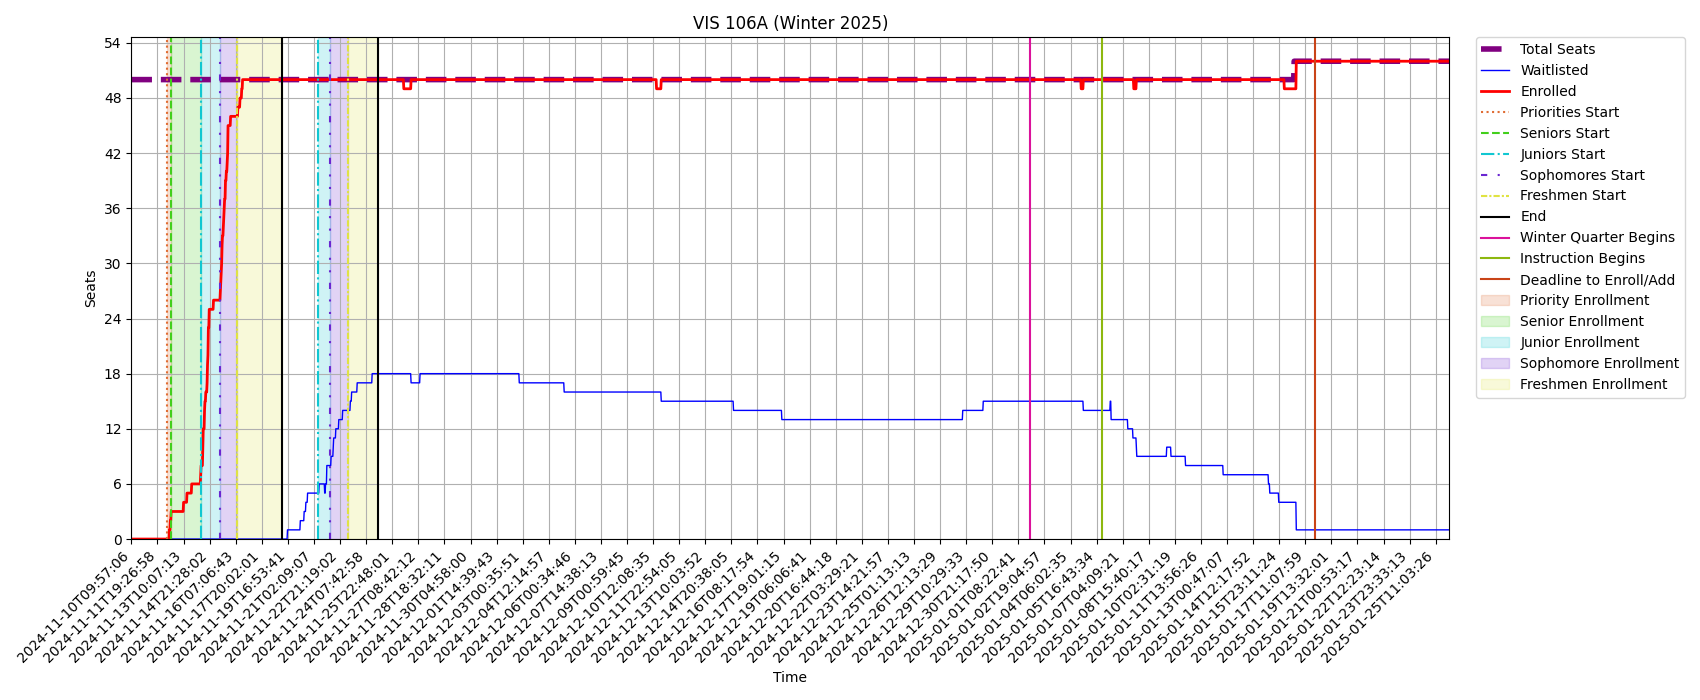 VIS 106A (Winter 2025)
54
48
42
36
30
24
18
12
6
0
Seats
2024-11-10T09:57:06
2024-11-11T19:26:58
2024-11-13T10:07:13
2024-11-14T21:28:02
2024-11-16T07:06:43
2024-11-17T20:02:01
2024-11-19T16:53:41
2024-11-21T02:09:07
2024-11-22T21:19:02
2024-11-24T07:42:58
2024-11-25T22:48:01
2024-11-27T08:42:12
2024-11-28T18:32:11
2024-11-30T04:58:00
2024-12-01T14:39:43
2024-12-03T00:35:51
2024-12-04T12:14:57
2024-12-06T00:34:46
2024-12-07T14:38:13
2024-12-09T00:59:45
2024-12-10T12:08:35
2024-12-11T22:54:05
2024-12-13T10:03:52
2024-12-14T20:38:05
2024-12-16T08:17:54
2024-12-17T19:01:15
2024-12-19T06:06:41
2024-12-20T16:44:18
2024-12-22T03:29:21
2024-12-23T14:21:57
2024-12-25T01:13:13
2024-12-26T12:13:29
2024-12-29T10:29:33
2024-12-30T21:17:50
2025-01-01T08:22:41
2025-01-02T19:04:57
2025-01-04T06:02:35
2025-01-05T16:43:34
2025-01-07T04:09:21
2025-01-08T15:40:17
2025-01-10T02:31:19
2025-01-11T13:56:26
2025-01-13T00:47:07
2025-01-14T12:17:52
2025-01-15T23:11:24
2025-01-17T11:07:59
2025-01-19T13:32:01
2025-01-21T00:53:17
2025-01-22T12:23:14
2025-01-23T23:33:13
2025-01-25T11:03:26
Time
Total Seats
Waitlisted
Enrolled
Priorities Start
Seniors Start
Juniors Start
Sophomores Start
Freshmen Start
End
Winter Quarter Begins
Instruction Begins
Deadline to Enroll/Add
Priority Enrollment
Senior Enrollment
Junior Enrollment
Sophomore Enrollment
Freshmen Enrollment